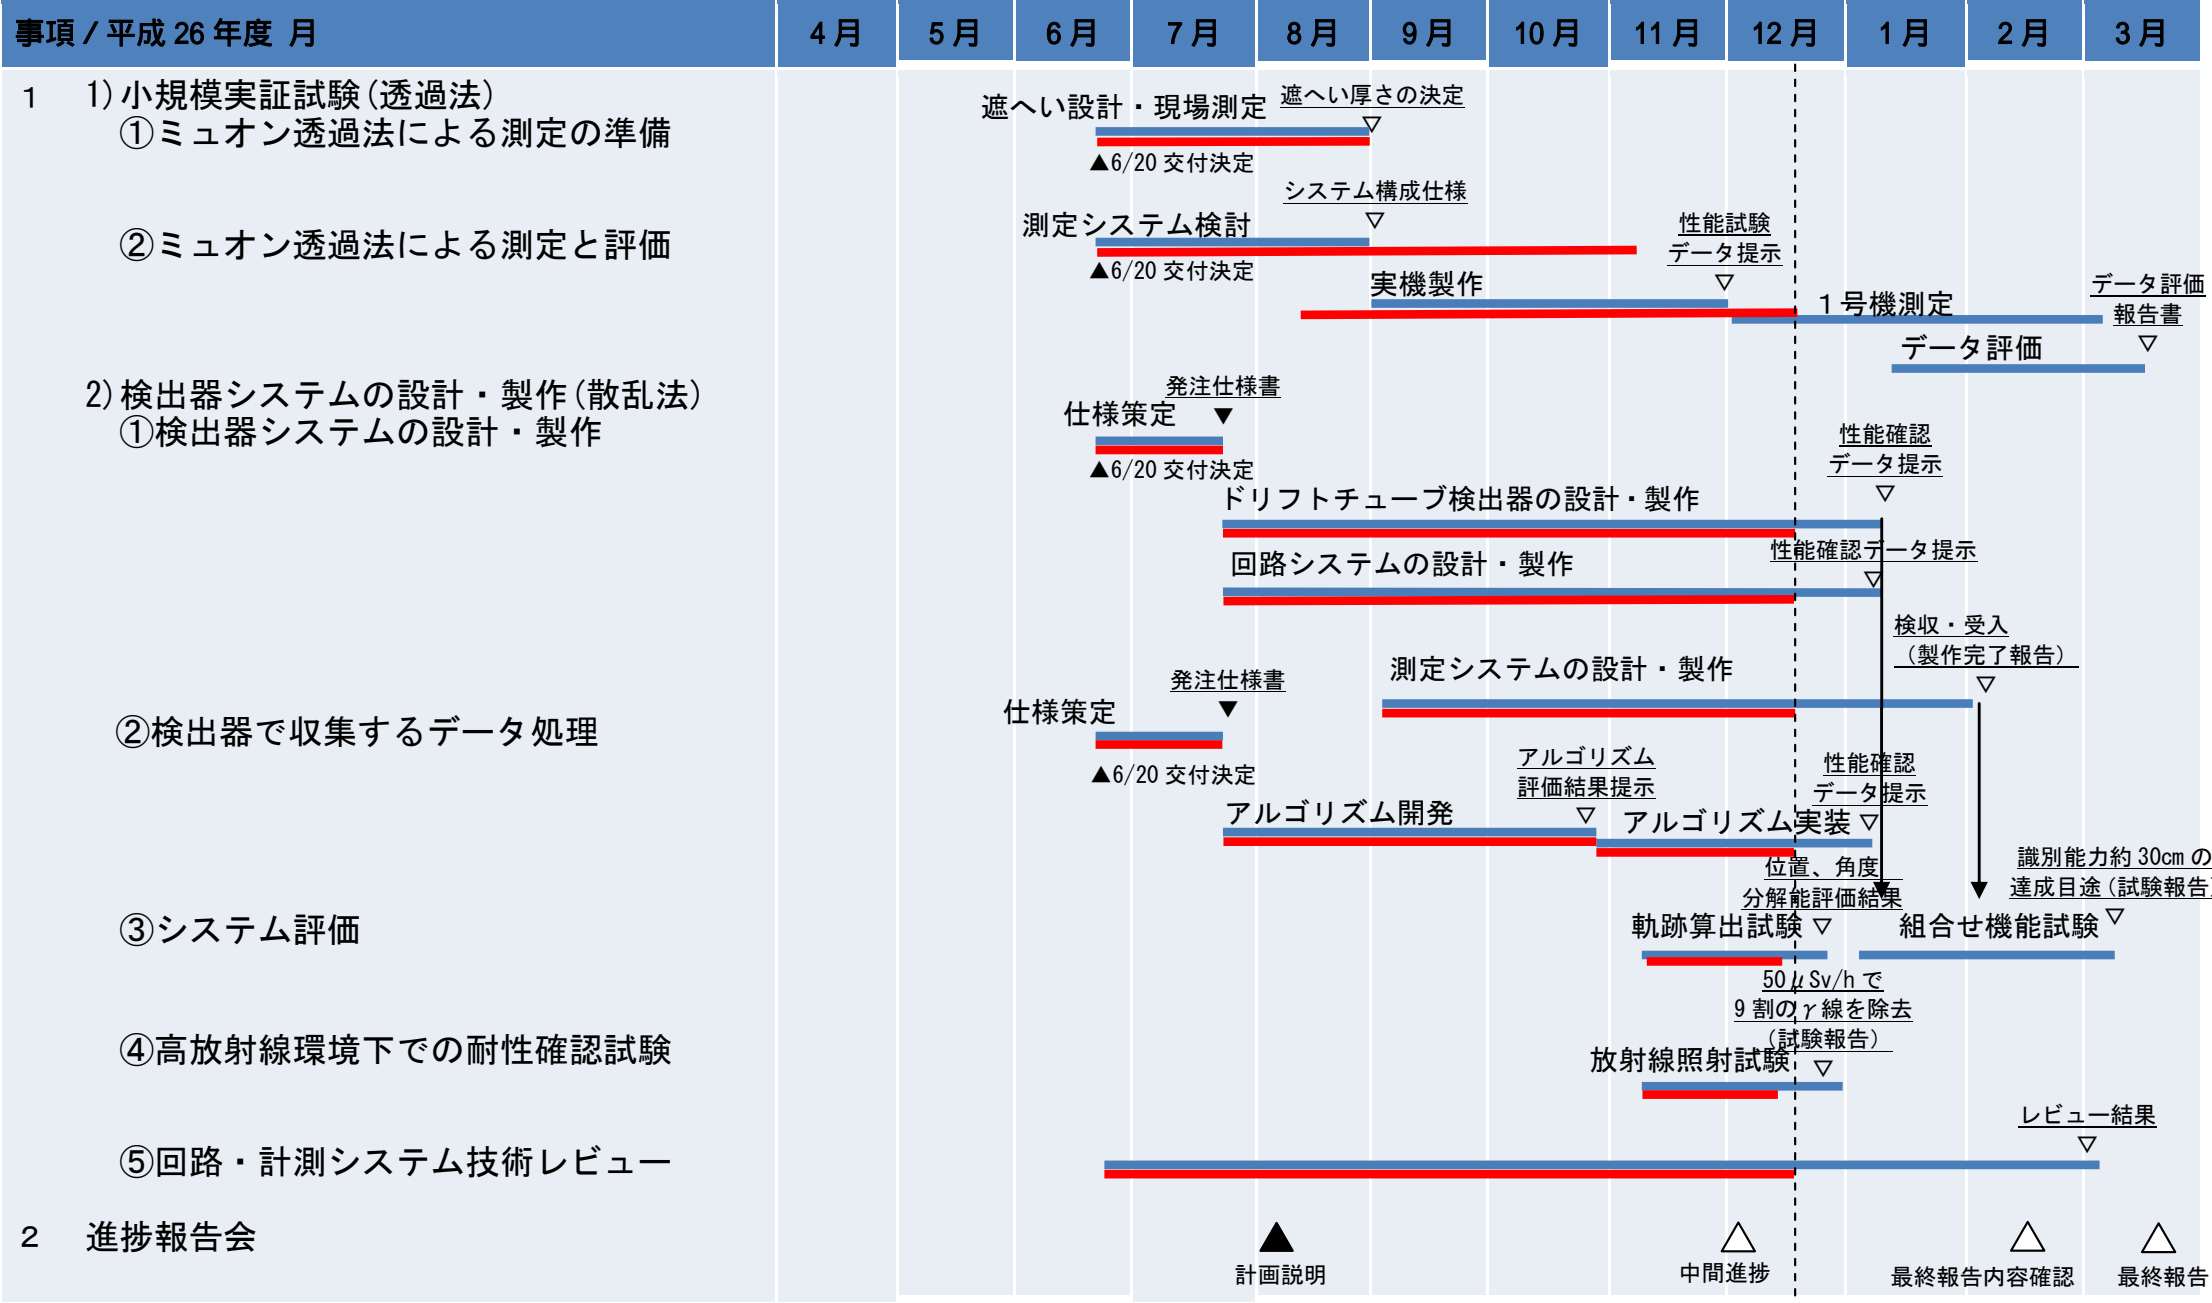 事項 / 平成 26 年度 月 4 月 5 月 6 月 7 月 8 月 9 月 10 月 11 月 12 月 1 月 2 月 3 月
1 1) 小規模実証試験(透過法)
①ミュオン透過法による測定の準備
遮へい設計・現場測定
遮へい厚さの決定
▽
▲6/20 交付決定
②ミュオン透過法による測定と評価
システム構成仕様
▽
測定システム検討
▲6/20 交付決定
性能試験
データ提示
▽
実機製作
1号機測定
データ評価
報告書
▽
データ評価
2) 検出器システムの設計・製作(散乱法)
①検出器システムの設計・製作
発注仕様書
仕様策定 ▼
▲6/20 交付決定
性能確認
データ提示
▽
ドリフトチューブ検出器の設計・製作
性能確認データ提示
▽
回路システムの設計・製作
検収・受入
(製作完了報告)
▽
測定システムの設計・製作
②検出器で収集するデータ処理
発注仕様書
▼
仕様策定
▲6/20 交付決定
アルゴリズム
評価結果提示
▽
アルゴリズム開発
性能確認
データ提示
アルゴリズム実装 ▽
③システム評価
位置、角度
分解能評価結果
軌跡算出試験 ▽
識別能力約 30cm の
達成目途(試験報告)
組合せ機能試験 ▽
④高放射線環境下での耐性確認試験
50μSv/h で
9 割のγ線を除去
(試験報告)
放射線照射試験 ▽
⑤回路・計測システム技術レビュー
レビュー結果
▽
2 進捗報告会
▲ △ △ △
計画説明 中間進捗 最終報告内容確認 最終報告